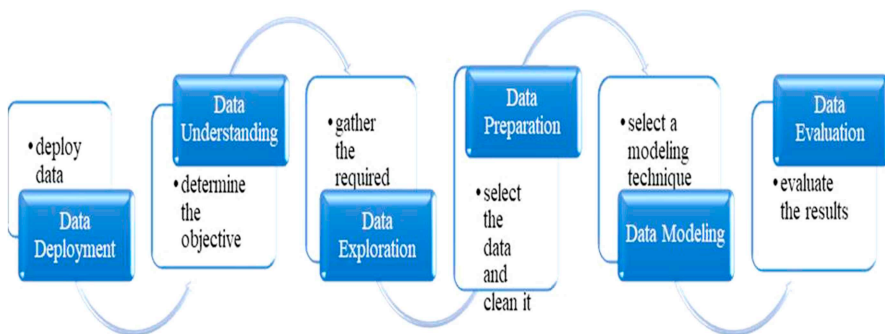 • deploy
data
Data
Deployment
Data
Understanding
• determine
the
objective
• gather
the
required
Data
Exploration
Data
Preparation
• select
the
data
and
clean it
• select a
modeling
technique
Data Modeling
Data
Evaluation
• evaluate
the results